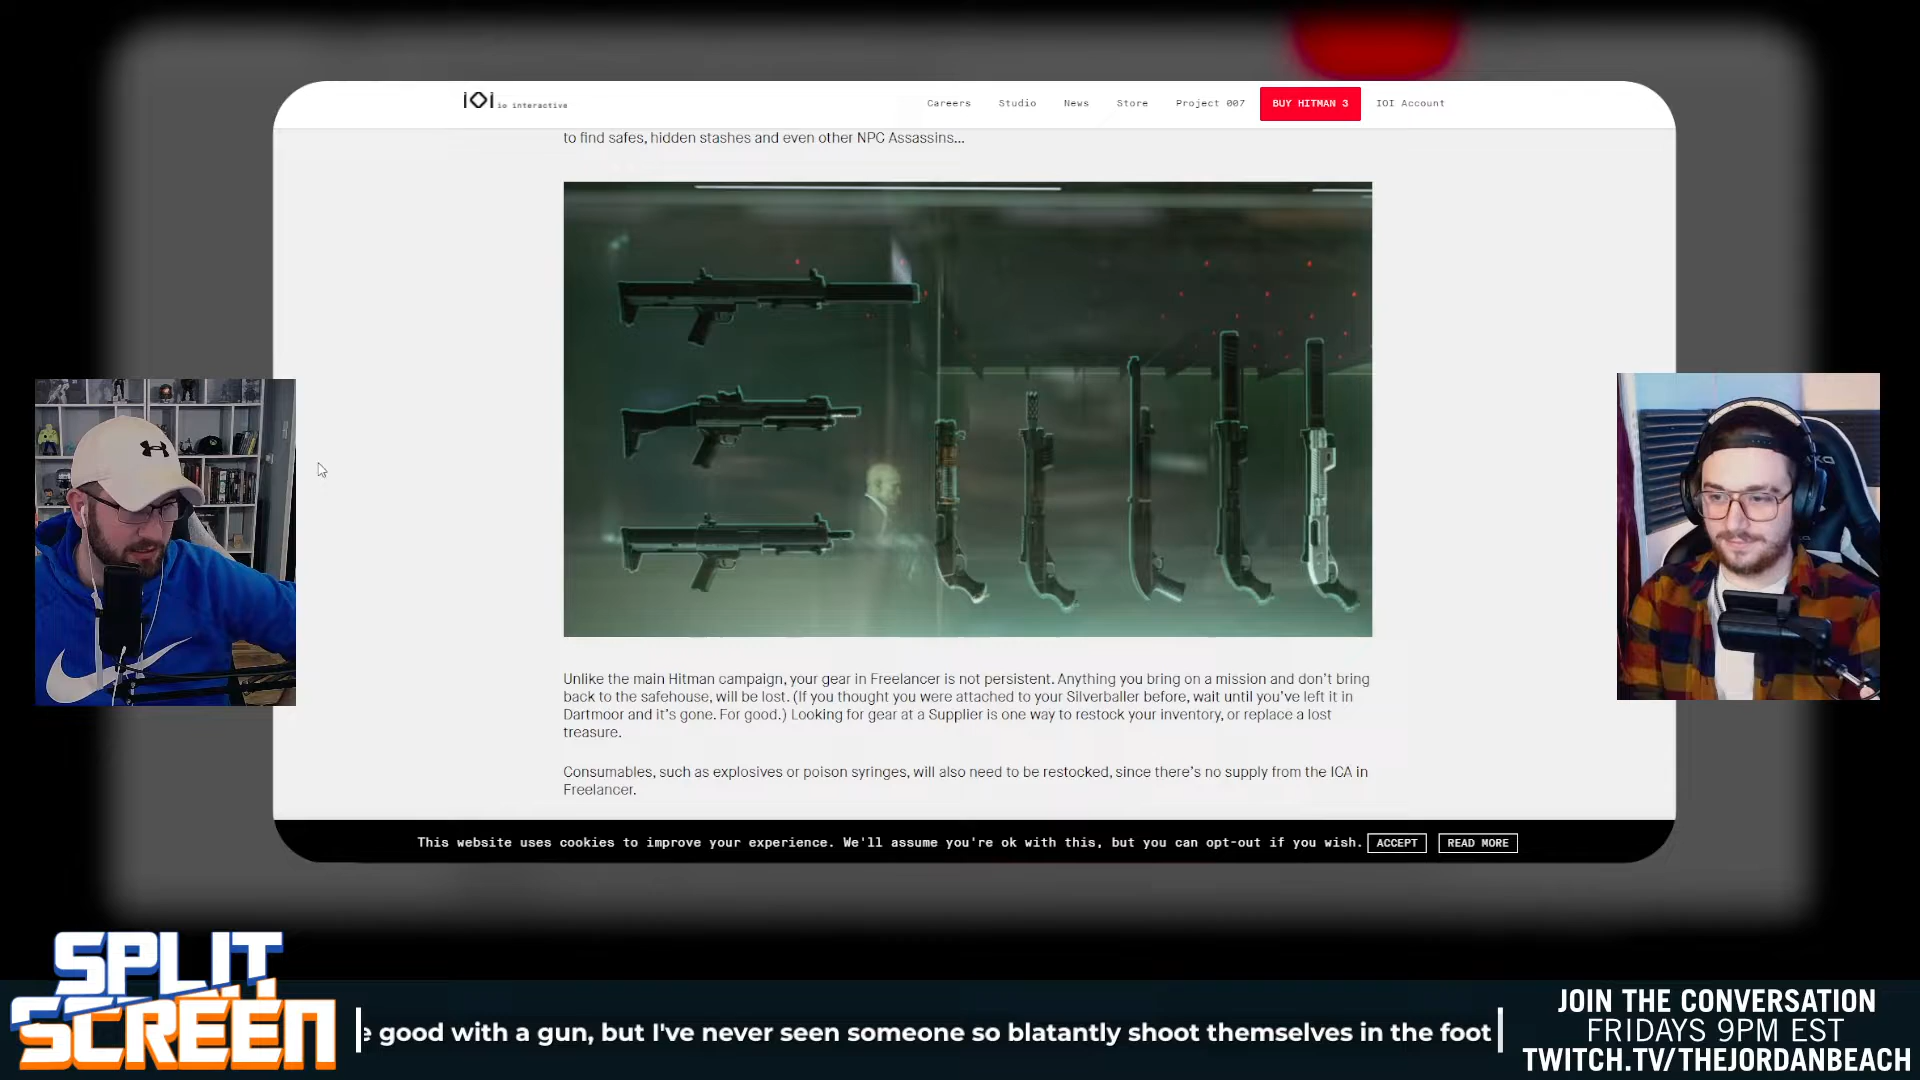 IOI io interactive
Careers Studio News Store Project 007 BUY HITMAN 3 IOI Account
to find safes, hidden stashes and even other NPC Assassins...
Unlike the main Hitman campaign, your gear in Freelancer is not persistent. Anything you bring on a mission and don't bring
back to the safehouse, will be lost. (If you thought you were attached to your Silverballer before, wait until you've left it in
Dartmoor and it's gone. For good.) Looking for gear at a Supplier is one way to restock your inventory, or replace a lost
treasure.
Consumables, such as explosives or poison syringes, will also need to be restocked, since there's no supply from the ICA in
Freelancer.
This website uses cookies to improve your experience. We'll assume you're ok with this, but you can opt-out if you wish. ACCEPT READ MORE
SPLIT
SCREEN
e good with a gun, but I've never seen someone so blatantly shoot themselves in the foot
JOIN THE CONVERSATION
FRIDAYS 9PM EST
TWITCH.TV/THEJORDANBEACH